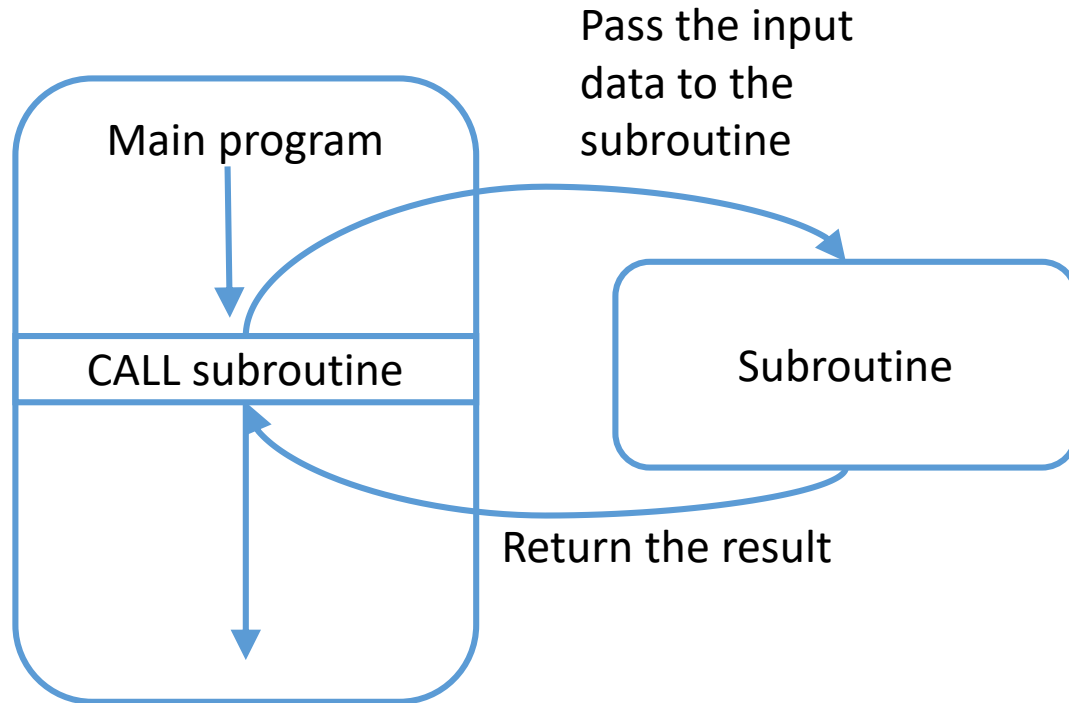 Pass the input
data to the
subroutine
Main program
CALL subroutine
Subroutine
Return the result